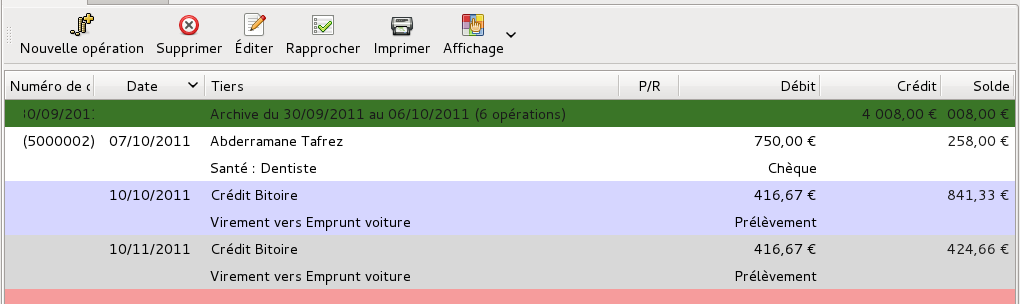 Nouvelle opération Supprimer Éditer Rapprocher Imprimer Affichage
Numéro de c Date Tiers P/R Débit Crédit Solde
Archive du 30/09/2011 au 06/10/2011 (6 opérations) 4 008,00 € 008,00 €
(5000002) 07/10/2011 Abderramane Tafrez 750,00 € 258,00 €
Santé : Dentiste Chèque
10/10/2011 Crédit Bitoire 416,67 € 841,33 €
Virement vers Emprunt voiture Prélèvement
10/11/2011 Crédit Bitoire 416,67 € 424,66 €
Virement vers Emprunt voiture Prélèvement